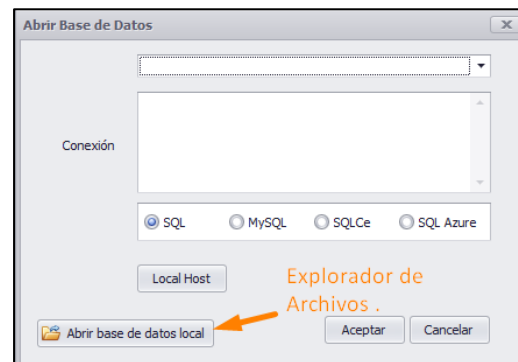 Abrir Base de Datos
Conexión
SQL MySQL SQLCe SQL Azure
Local Host
Explorador de
Archivos .
Abrir base de datos local
Aceptar Cancelar